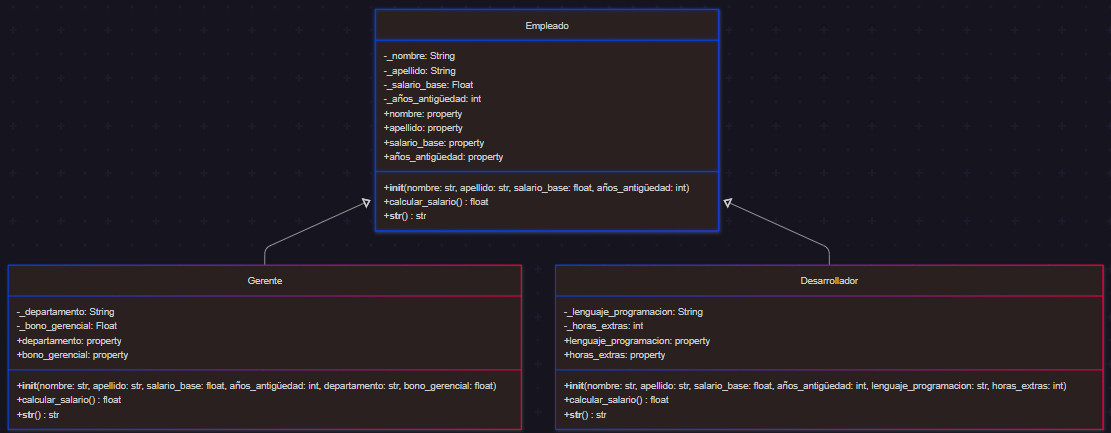 Empleado
-_nombre: String
-_apellido: String
-_salario_base: Float
-_años_antigüedad: int
+nombre: property
+apellido: property
+salario_base: property
+años_antigüedad: property
+init(nombre: str, apellido: str, salario_base: float, años_antigüedad: int)
+calcular_salario() : float
+str() : str
Gerente
-_departamento: String
-_bono_gerencial: Float
+departamento: property
+bono_gerencial: property
+init(nombre: str, apellido: str, salario_base: float, años_antigüedad: int, departamento: str, bono_gerencial: float)
+calcular_salario() : float
+str() : str
Desarrollador
-_lenguaje_programacion: String
-_horas_extras: int
+lenguaje_programacion: property
+horas_extras: property
+init(nombre: str, apellido: str, salario_base: float, años_antigüedad: int, lenguaje_programacion: str, horas_extras: int)
+calcular_salario() : float
+str() : str